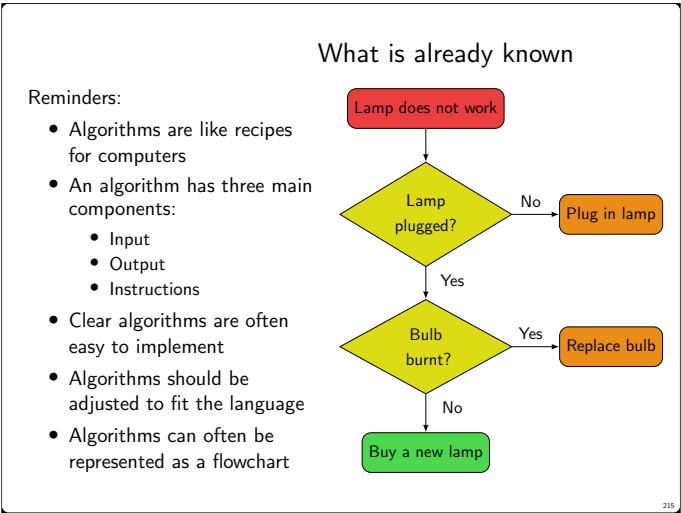 What is already known
Reminders:
• Algorithms are like recipes
for computers
• An algorithm has three main
components:
• Input
• Output
• Instructions
• Clear algorithms are often
easy to implement
• Algorithms should be
adjusted to fit the language
• Algorithms can often be
represented as a flowchart
Lamp does not work
Lamp
plugged?
No
Plug in lamp
Yes
Bulb
burnt?
Yes
Replace bulb
No
Buy a new lamp
215